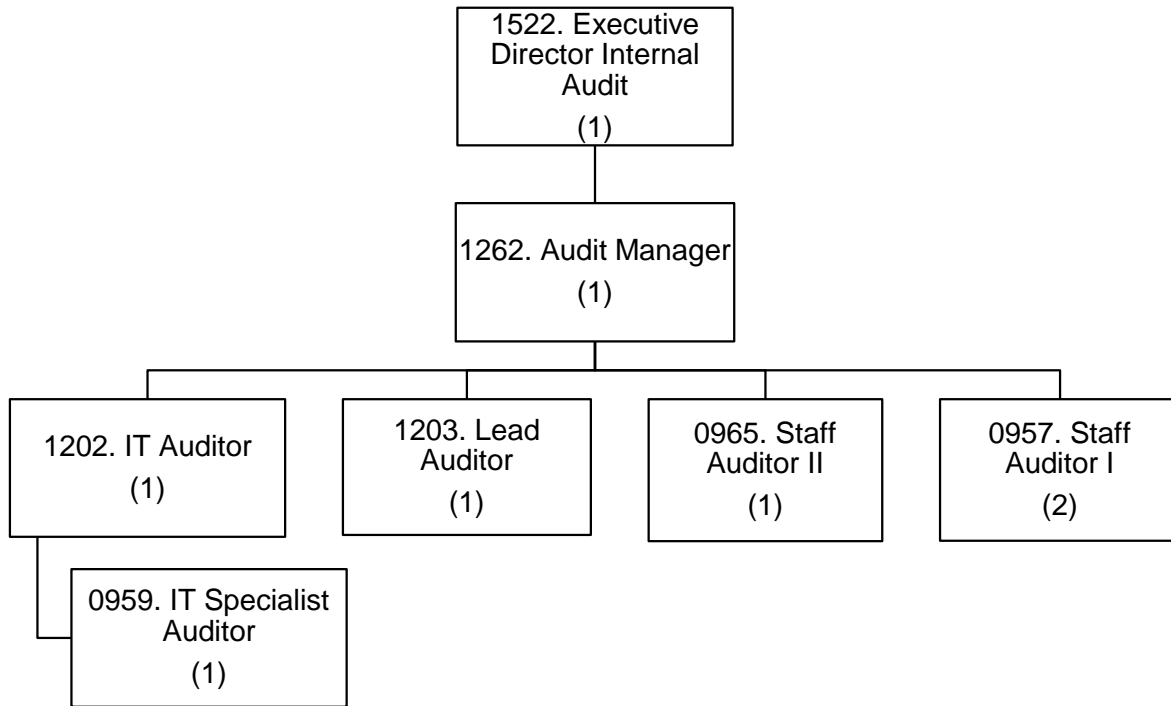 1522. Executive
Director Internal
Audit
(1)
1262. Audit Manager
(1)
1202. IT Auditor
(1)
1203. Lead
Auditor
(1)
0965. Staff
Auditor II
(1)
0957. Staff
Auditor I
(2)
0959. IT Specialist
Auditor
(1)